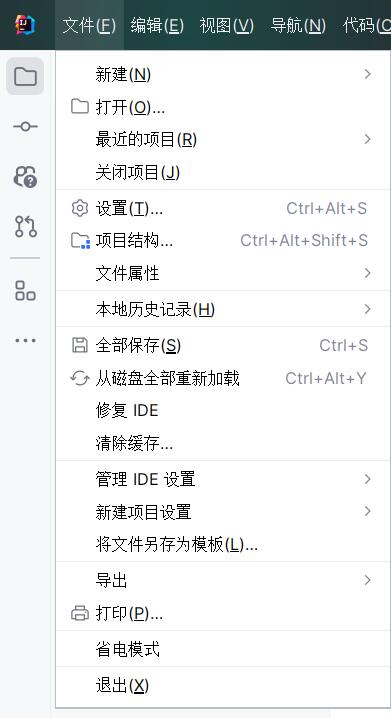 文件(F) 编辑(E) 视图(V) 导航(N) 代码(C
新建(N)
打开(O)...
最近的项目(R)
关闭项目(J)
设置(T)... Ctrl+Alt+S
项目结构... Ctrl+Alt+Shift+S
文件属性
本地历史记录(H)
全部保存(S) Ctrl+S
从磁盘全部重新加载 Ctrl+Alt+Y
修复 IDE
清除缓存...
管理 IDE 设置
新建项目设置
将文件另存为模板(L)...
导出
打印(P)...
省电模式
退出(X)